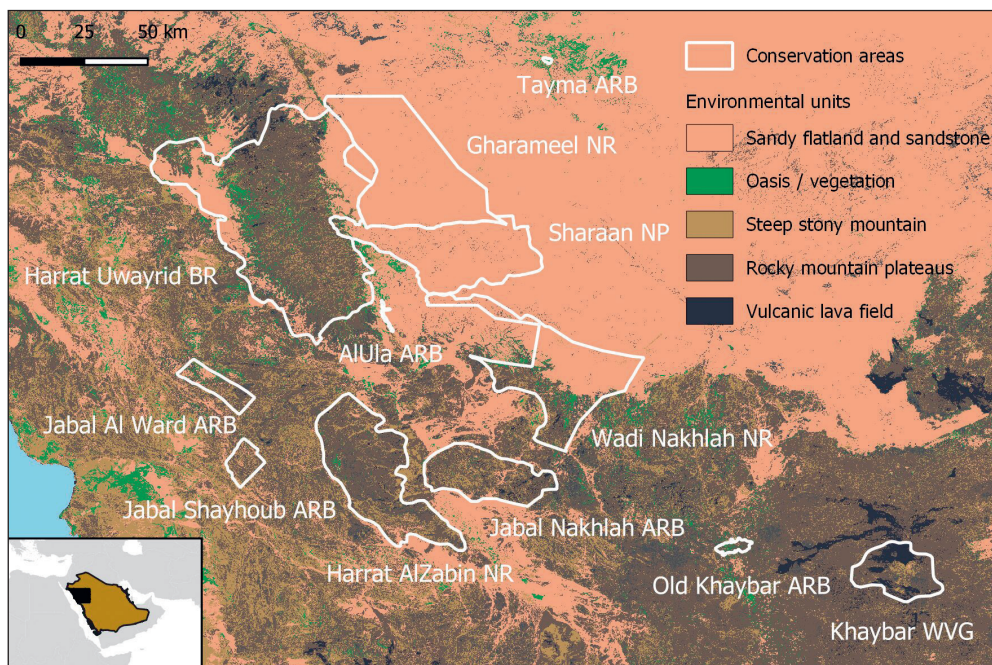 0 25 50 km
Tayma ARB
Gharameel NR
Sharaan NP
Harrat Uwayrid BR
AlUla ARB
Jabal Al Ward ARB
Wadi Nakhlah NR
Jabal Shayhoub ARB
Jabal Nakhlah ARB
Harrat AlZabin NR
Old Khaybar ARB
Khaybar WVG
Conservation areas
Environmental units
Sandy flatland and sandstone
Oasis / vegetation
Steep stony mountain
Rocky mountain plateaus
Vulcanic lava field